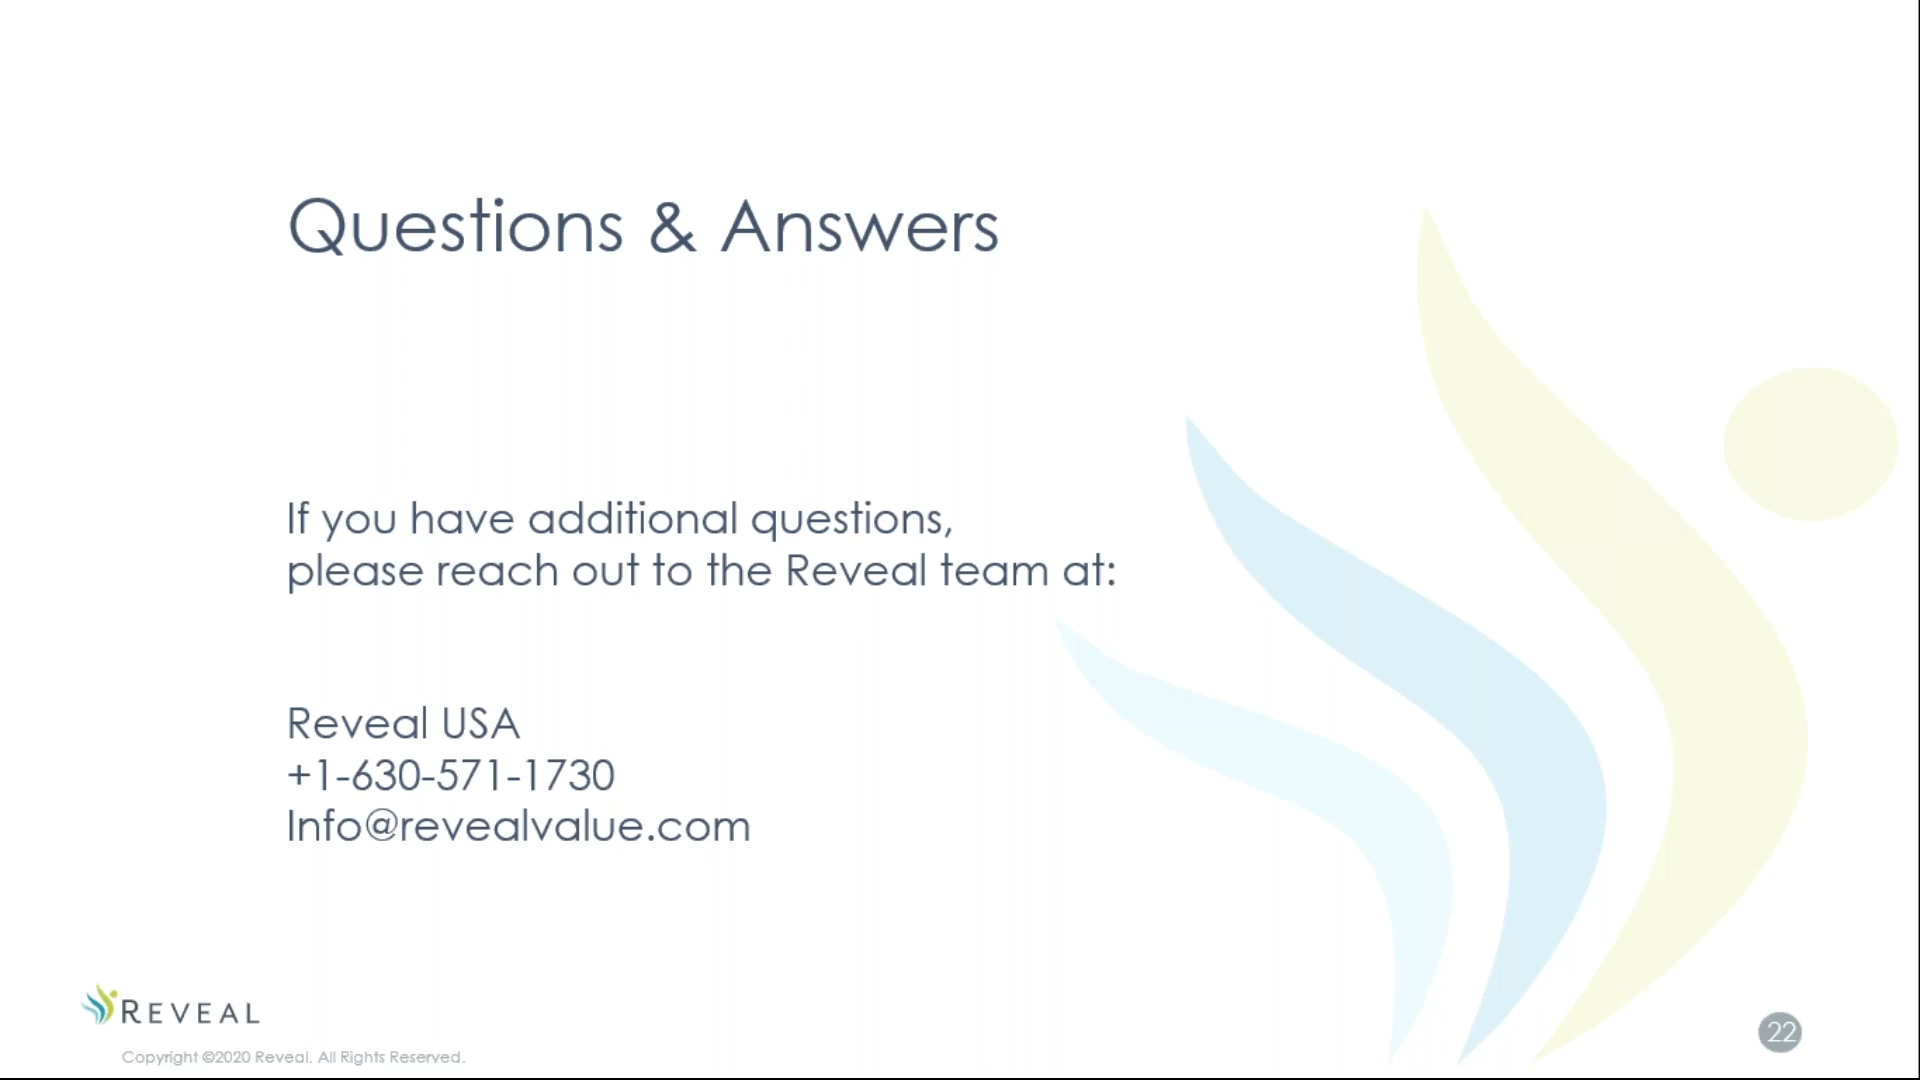 Questions & Answers
If you have additional questions,
please reach out to the Reveal team at:
Reveal USA
+1-630-571-1730
Info@revealvalue.com
REVEAL
Copyright ©2020 Reveal. All Rights Reserved.
22